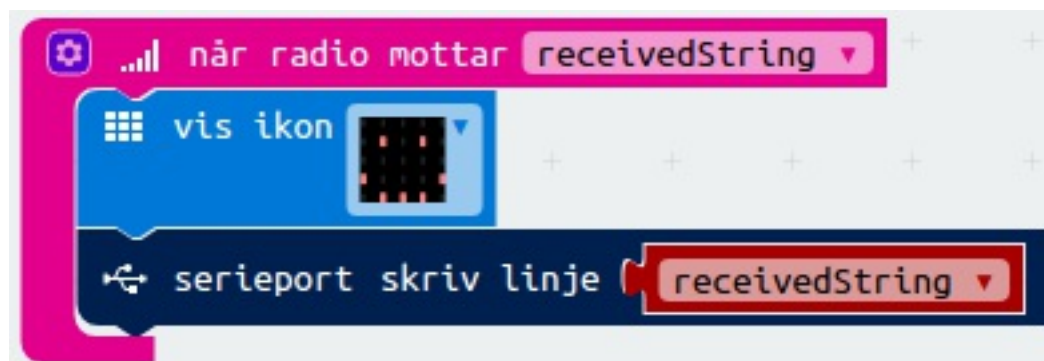 når radio mottar receivedString
vis ikon
serieport skriv linje receivedString